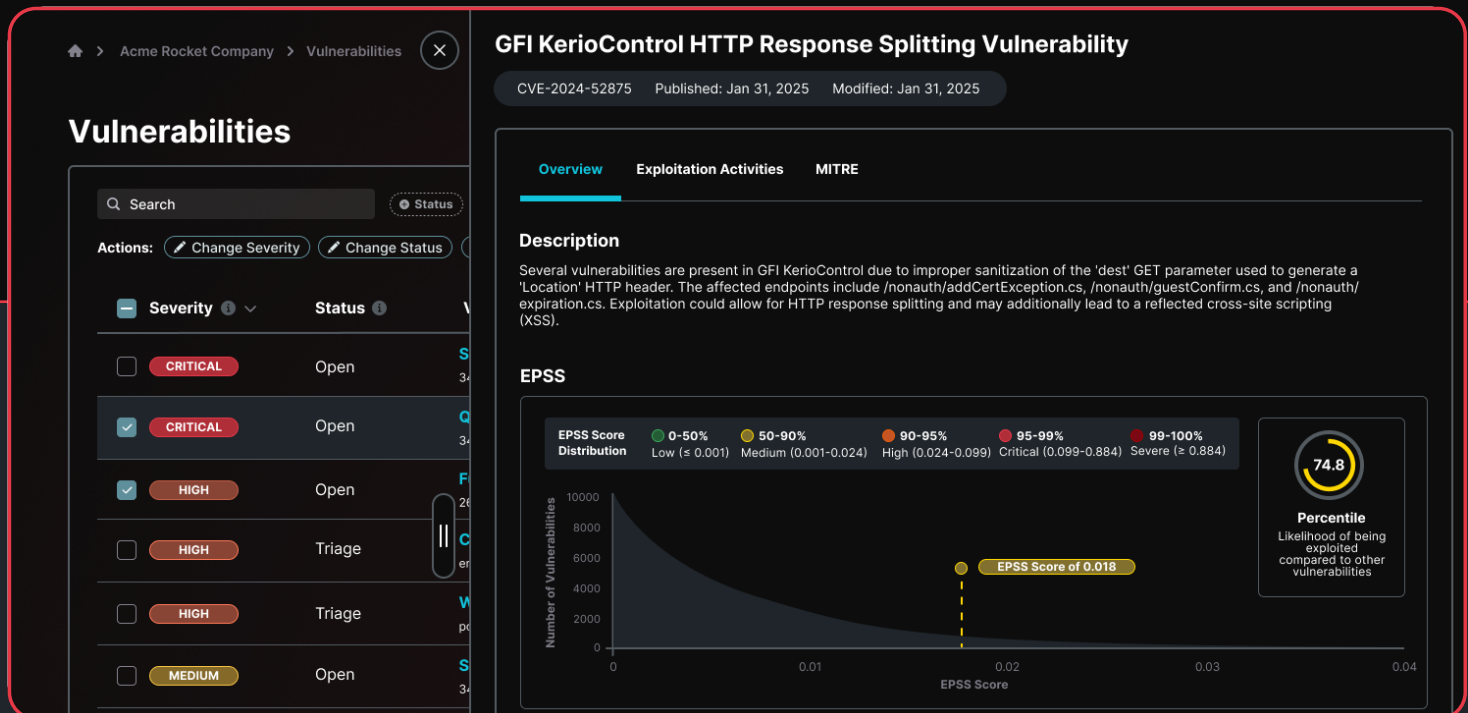 Acme Rocket Company
Vulnerabilities
Vulnerabilities
Search
Status
Actions:
Change Severity
Change Status
Severity
Status
CRITICAL
Open
34
CRITICAL
Open
34
HIGH
Open
26
HIGH
Triage
HIGH
Triage
MEDIUM
Open
34
GFI KerioControl HTTP Response Splitting Vulnerability
CVE-2024-52875 Published: Jan 31, 2025 Modified: Jan 31, 2025
Overview Exploitation Activities MITRE
Description
Several vulnerabilities are present in GFI KerioControl due to improper sanitization of the 'dest' GET parameter used to generate a
'Location' HTTP header. The affected endpoints include /nonauth/addCertException.cs, /nonauth/guestConfirm.cs, and /nonauth/
expiration.cs. Exploitation could allow for HTTP response splitting and may additionally lead to a reflected cross-site scripting
(XSS).
EPSS
EPSS Score
Distribution
0-50%
Low (≤ 0.001)
50-90%
Medium (0.001-0.024)
90-95%
High (0.024-0.099)
95-99%
Critical (0.099-0.884)
99-100%
Severe (≥ 0.884)
74.8
Percentile
Likelihood of being
exploited
compared to other
vulnerabilities
Number of Vulnerabilities
10000
8000
6000
4000
2000
0
EPSS Score of 0.018
0 0.01 0.02 0.03 0.04
EPSS Score